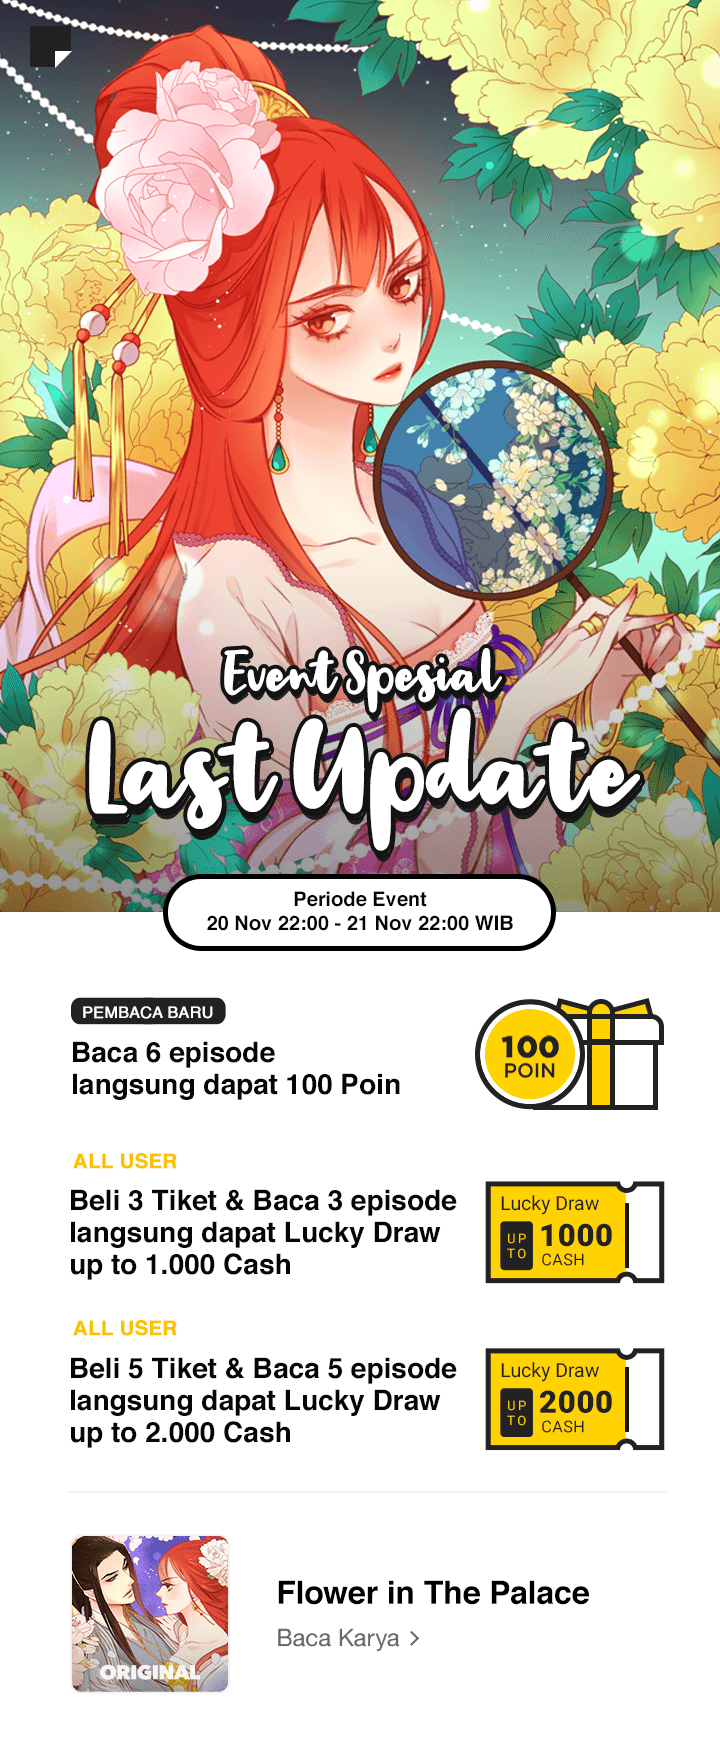 Event Spesial
Last Update
Periode Event
20 Nov 22:00 - 21 Nov 22:00 WIB
PEMBACA BARU
Baca 6 episode
langsung dapat 100 Poin
100
POIN
ALL USER
Beli 3 Tiket & Baca 3 episode
langsung dapat Lucky Draw
up to 1.000 Cash
Lucky Draw
UP TO 1000
CASH
ALL USER
Beli 5 Tiket & Baca 5 episode
langsung dapat Lucky Draw
up to 2.000 Cash
Lucky Draw
UP TO 2000
CASH
ORIGINAL
Flower in The Palace
Baca Karya >